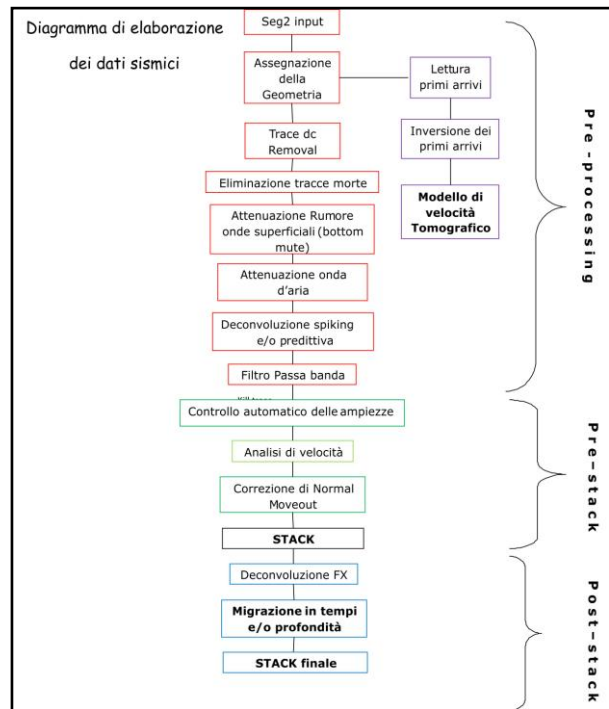 Diagramma di elaborazione
dei dati sismici
Seg2 input
Assegnazione
della
Geometria
Lettura
primi arrivi
Trace dc
Removal
Inversione dei
primi arrivi
Eliminazione tracce morte
Modello di
velocità
Tomografico
Attenuazione Rumore
onde superficiali (bottom
mute)
Attenuazione onda
d'aria
Deconvoluzione spiking
e/o predittiva
Filtro Passa banda
Pre -processing
Controllo automatico delle ampiezze
Analisi di velocità
Correzione di Normal
Moveout
STACK
Pre-stack
Deconvoluzione FX
Migrazione in tempi
e/o profondità
STACK finale
Post-stack